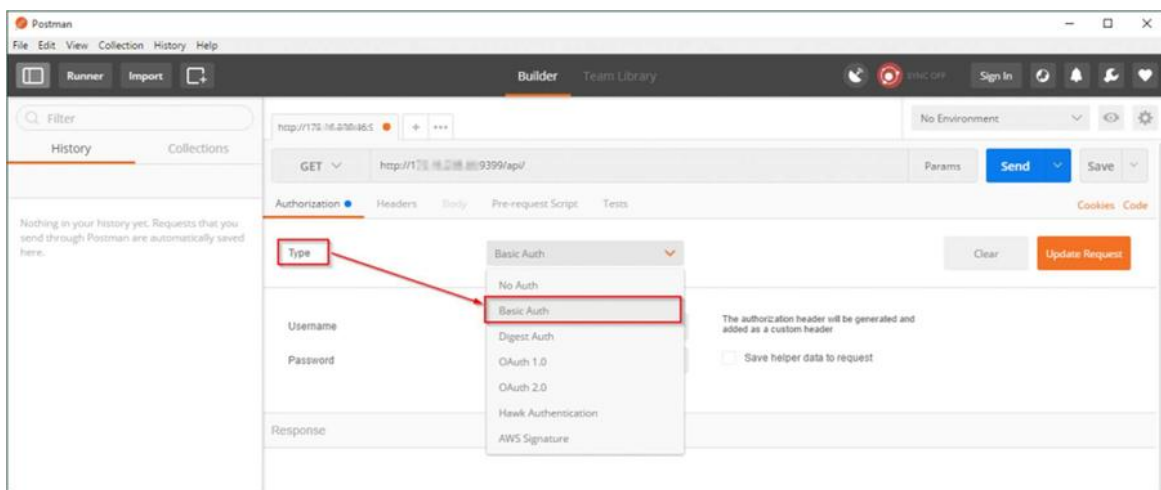 Postman
File Edit View Collection History Help
Runner Import Builder Team Library SYNC OFF Sign In
Filter
History Collections
Nothing in your history yet. Requests that you
send through Postman are automatically saved
here.
No Environment
GET http://1 9399/api/ Params Send Save
Authorization Headers Body Pre-request Script Tests Cookies Code
Type Basic Auth Clear Update Request
No Auth
Basic Auth
Digest Auth
OAuth 1.0
OAuth 2.0
Hawk Authentication
AWS Signature
Username
Password
The authorization header will be generated and
added as a custom header
Save helper data to request
Response